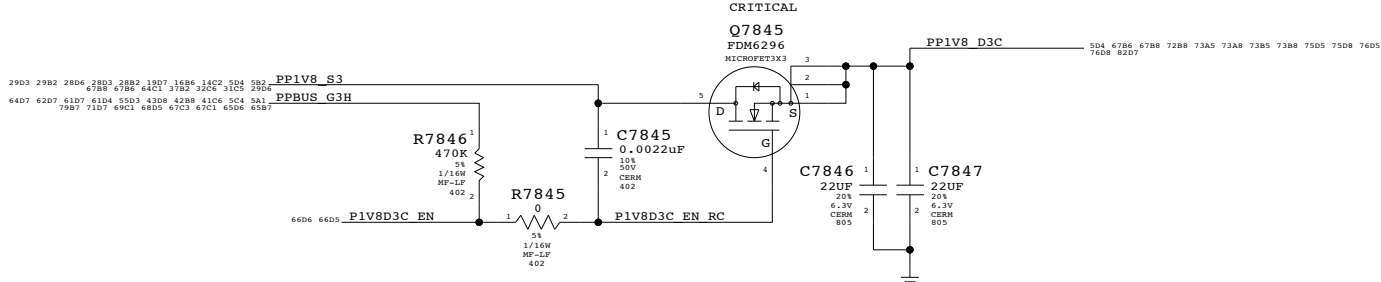 CRITICAL
Q7845
FDM6296
MICROFET3X3
PP1V8_D3C
5D4 67B6 67B8 72B8 73A5 73A8 73B5 73B8 75D5 75D8 76D5
76D8 82D7
3
2
1
5
D
S
G
4
29D3 29B2 28D6 28D3 28B2 19D7 16B6 14C2 5D4 5B2
67B8 67B6 64C1 37B2 32C6 31C5 29D6
PP1V8_S3
64D7 62D7 61D7 61D4 55D3 43D8 42B8 41C6 5C4 5A1
79B7 71D7 69C1 68D5 67C3 67C1 65D6 65B7
PPBUS_G3H
1
R7846
470K
5%
1/16W
MF-LF
402
2
1
C7845
0.0022uF
10%
50V
CERM
402
2
R7845
0
1
2
5%
1/16W
MF-LF
402
66D6 66D5
P1V8D3C_EN
P1V8D3C_EN_RC
C7846
22UF
20%
6.3V
CERM
805
1
2
1
2
C7847
22UF
20%
6.3V
CERM
805